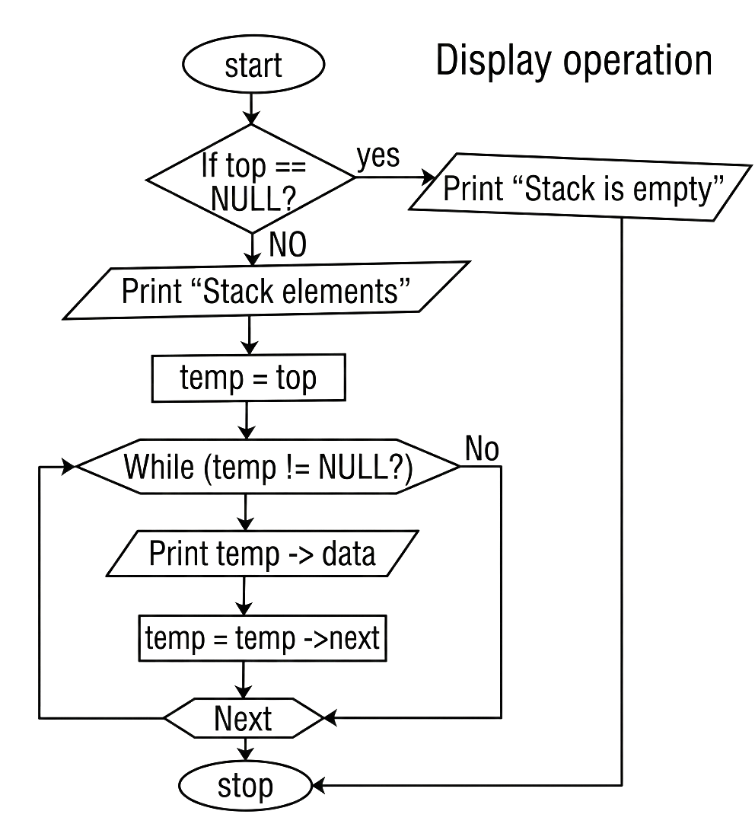 start
Display operation
If top ==
NULL?
yes
Print “Stack is empty”
NO
Print “Stack elements”
temp = top
While (temp != NULL?)
No
Print temp -> data
temp = temp ->next
Next
stop